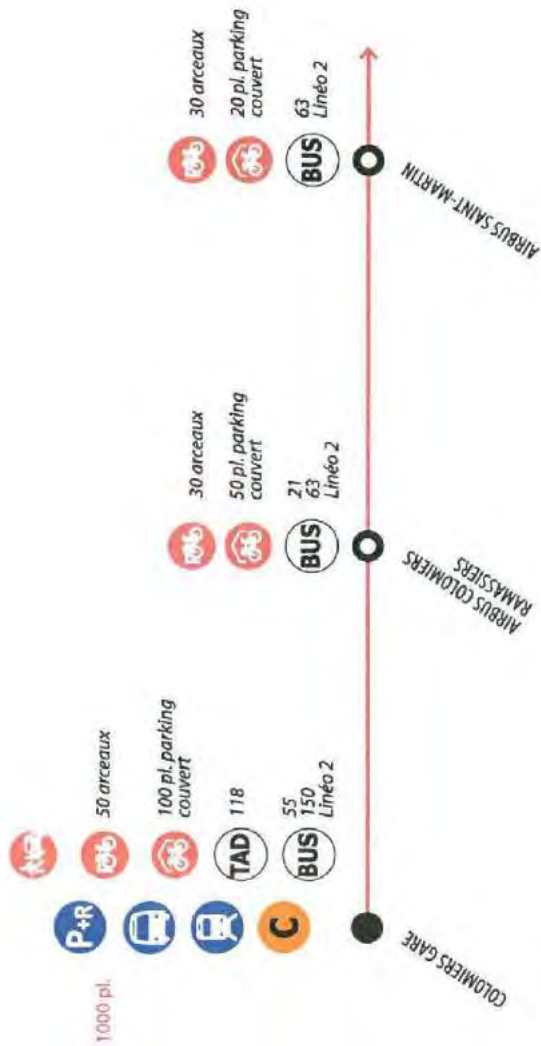 1000 pl.
P+R
C
50 arceaux
100 pl. parking
couvert
TAD
118
BUS
55
150
Linéo 2
COLOMIERS GARE
30 arceaux
50 pl. parking
couvert
BUS
21
63
Linéo 2
AIRBUS COLOMIERS
RAMASSIERS
30 arceaux
20 pl. parking
couvert
BUS
63
Linéo 2
AIRBUS SAINT-MARTIN